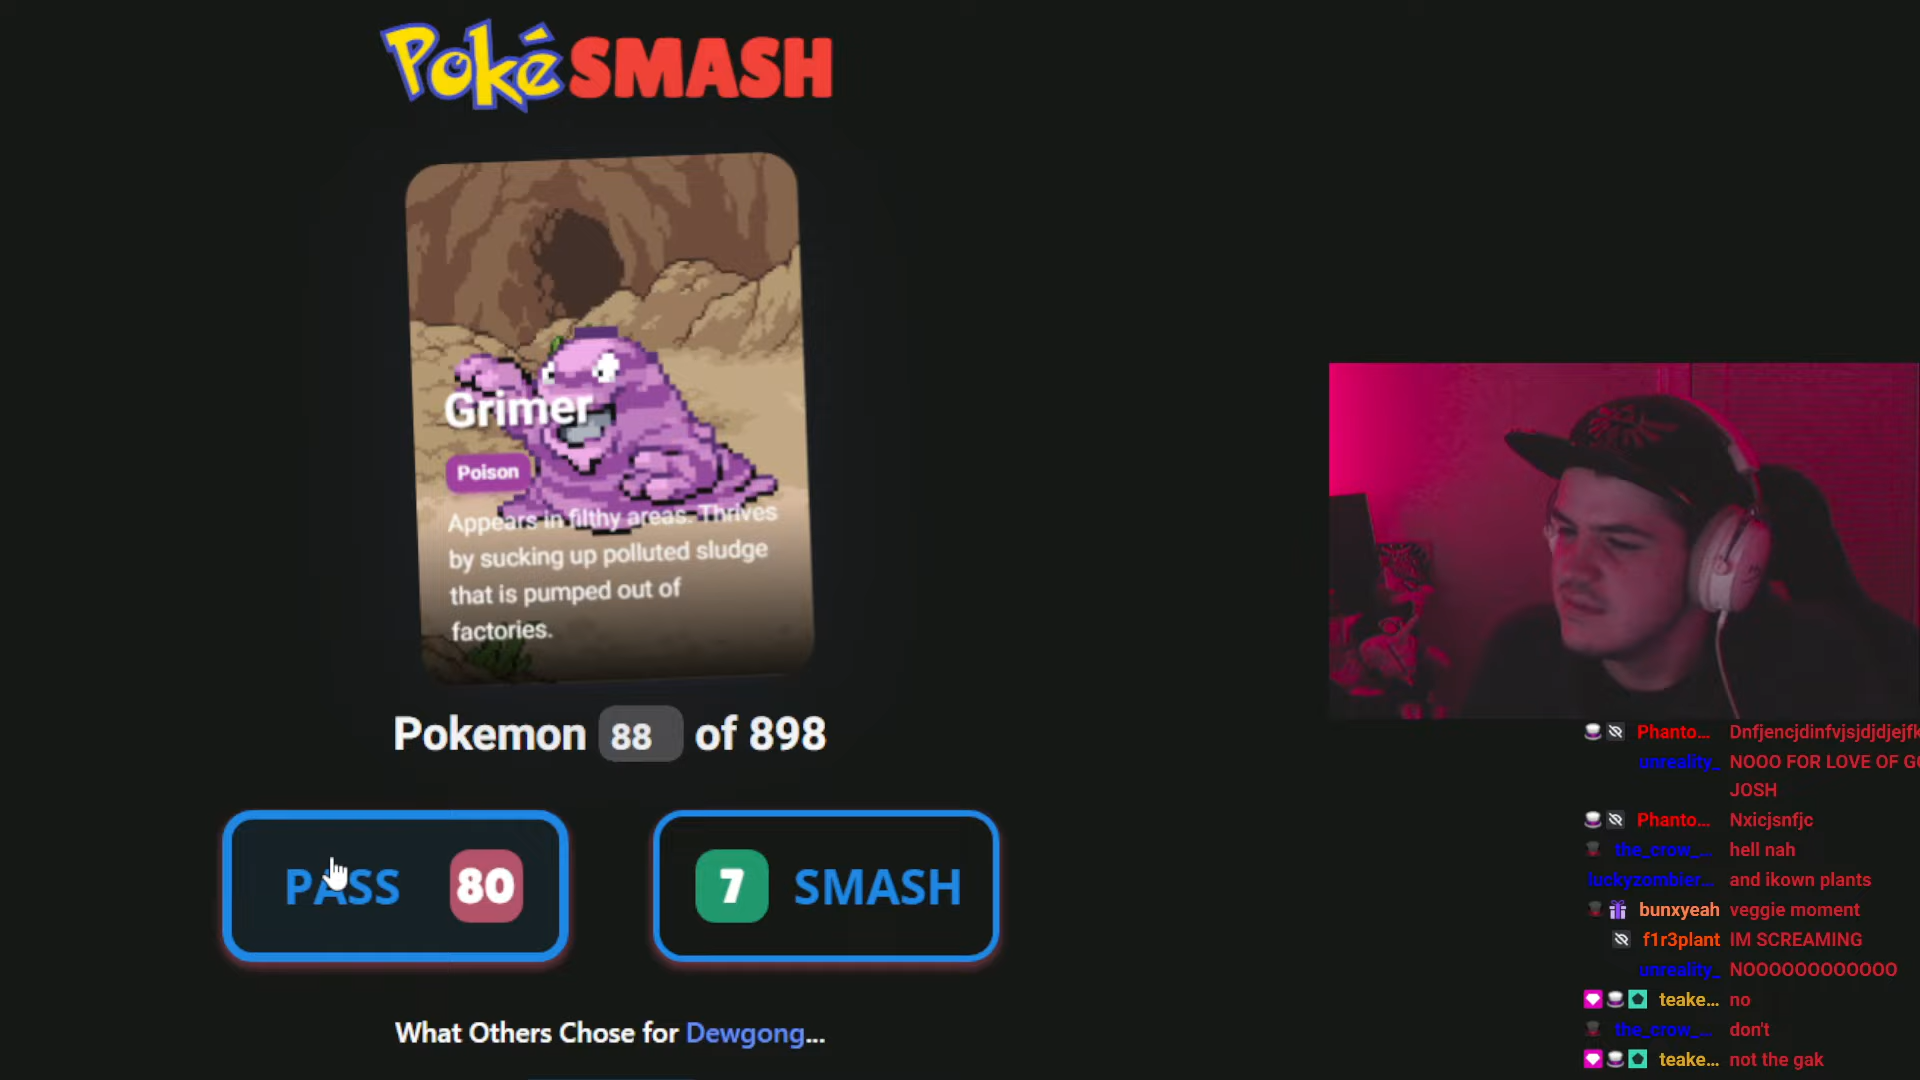 Poké SMASH
Grimer
Poison
Appears in filthy areas. Thrives
by sucking up polluted sludge
that is pumped out of
factories.
Pokemon 88 of 898
PASS 80
7 SMASH
What Others Chose for Dewgong...
Phanto... Dnfjencjdinfvjsjdjdjejfk
unreality_ NOOO FOR LOVE OF GO
JOSH
Phanto... Nxicjsnfjc
the_crow_... hell nah
luckyzombier... and ikown plants
bunxyeah veggie moment
f1r3plant IM SCREAMING
unreality_ NOOOOOOOOOOOO
teake... no
the_crow_... don't
teake... not the gak